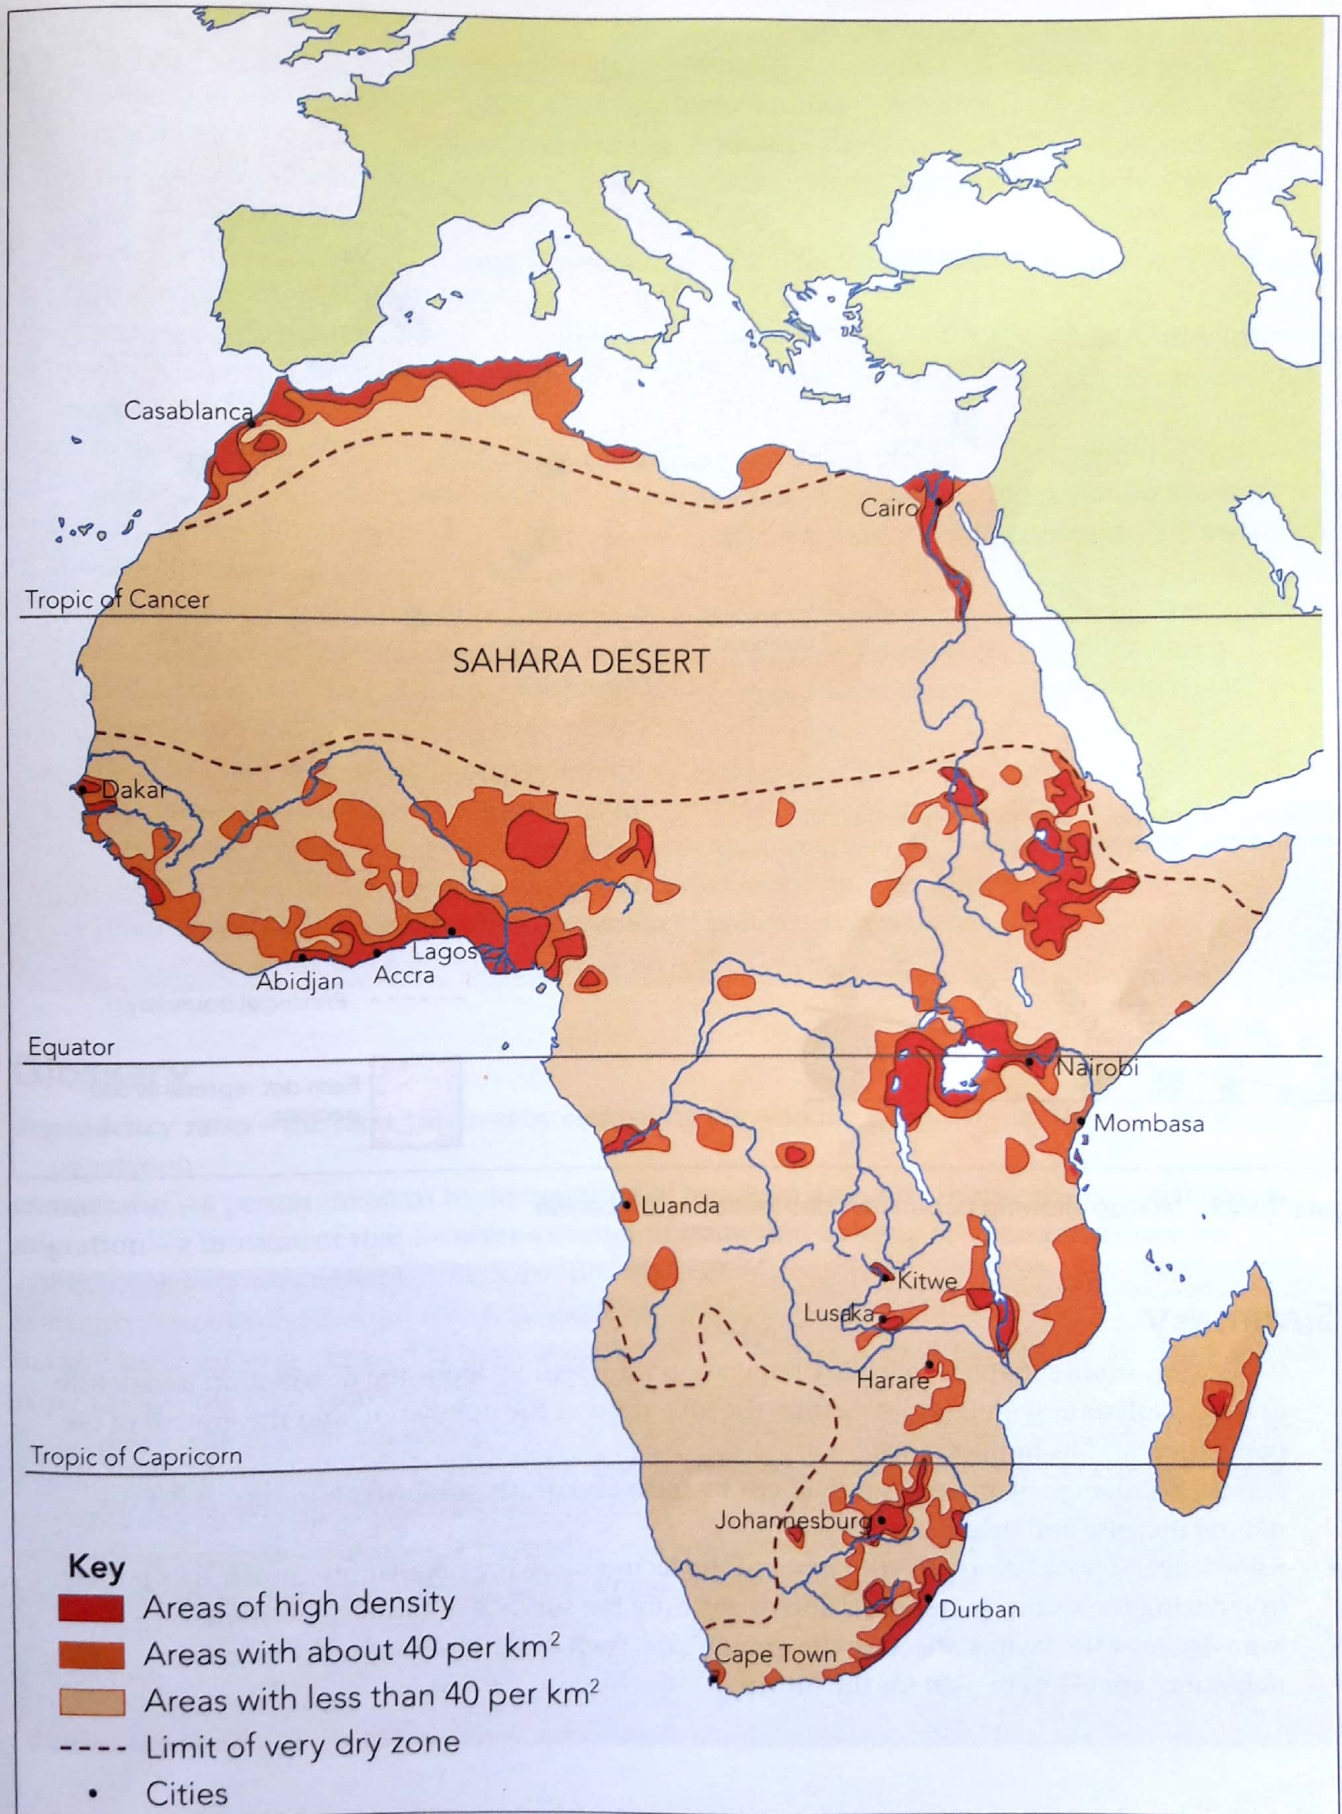 Casablanca
Cairo
Tropic of Cancer
SAHARA DESERT
Dakar
Lagos
Accra
Abidjan
Equator
Nairobi
Mombasa
Luanda
Kitwe
Lusaka
Harare
Tropic of Capricorn
Johannesburg
Durban
Cape Town
Key
Areas of high density
Areas with about 40 per km²
Areas with less than 40 per km²
Limit of very dry zone
Cities